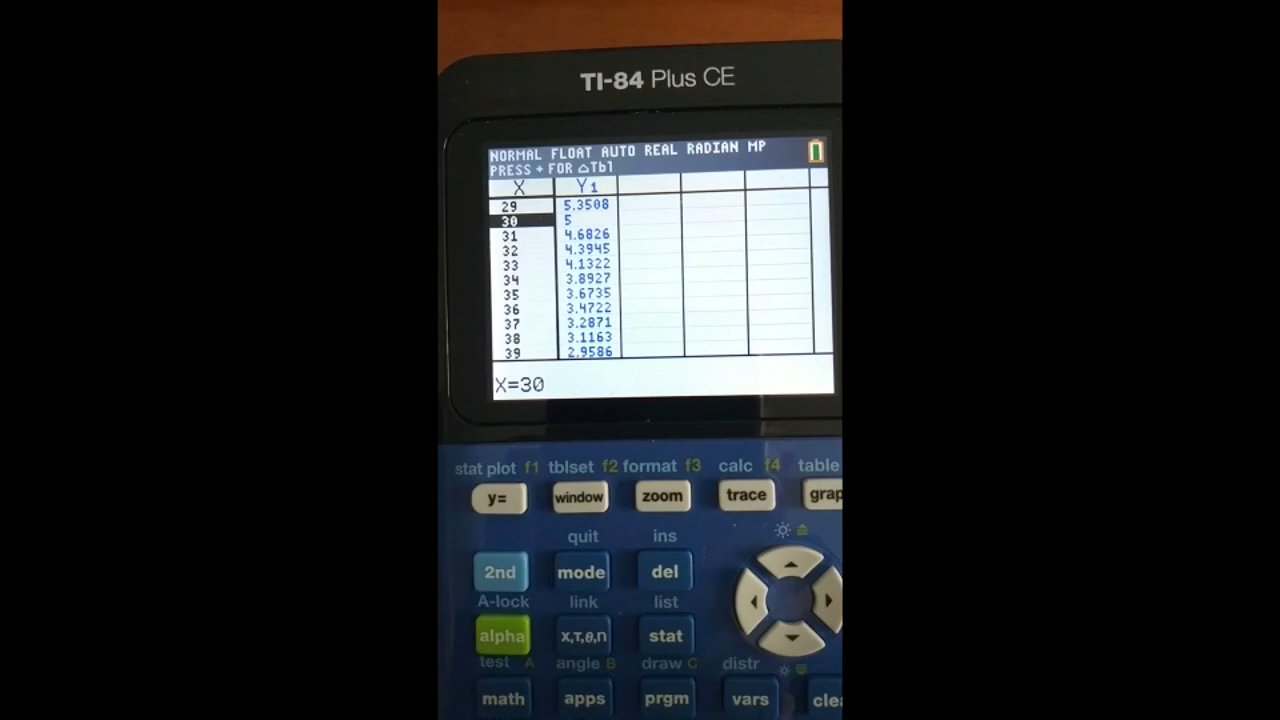 TI-84 Plus CE
NORMAL FLOAT AUTO REAL RADIAN MP
PRESS + FOR △Tbl
X Y1
29 5.3508
30 5
31 4.6826
32 4.3945
33 4.1322
34 3.8927
35 3.6735
36 3.4722
37 3.2871
38 3.1163
39 2.9586
X=30
stat plot f1 tblset f2 format f3 calc f4 table
y= window zoom trace grap
quit ins
2nd mode del
A-lock link list
alpha x,T,θ,n stat
test A angle B draw C distr
math apps prgm vars clea